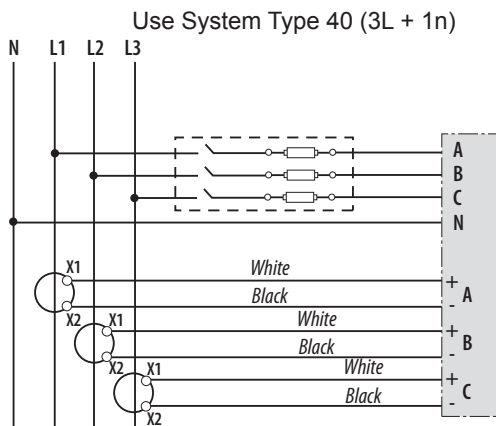 Use System Type 40 (3L + 1n)
N L1 L2 L3
A
B
C
N
X1 White +
A
X2 Black -
X1 White +
B
X2 Black -
X1 White +
C
X2 Black -